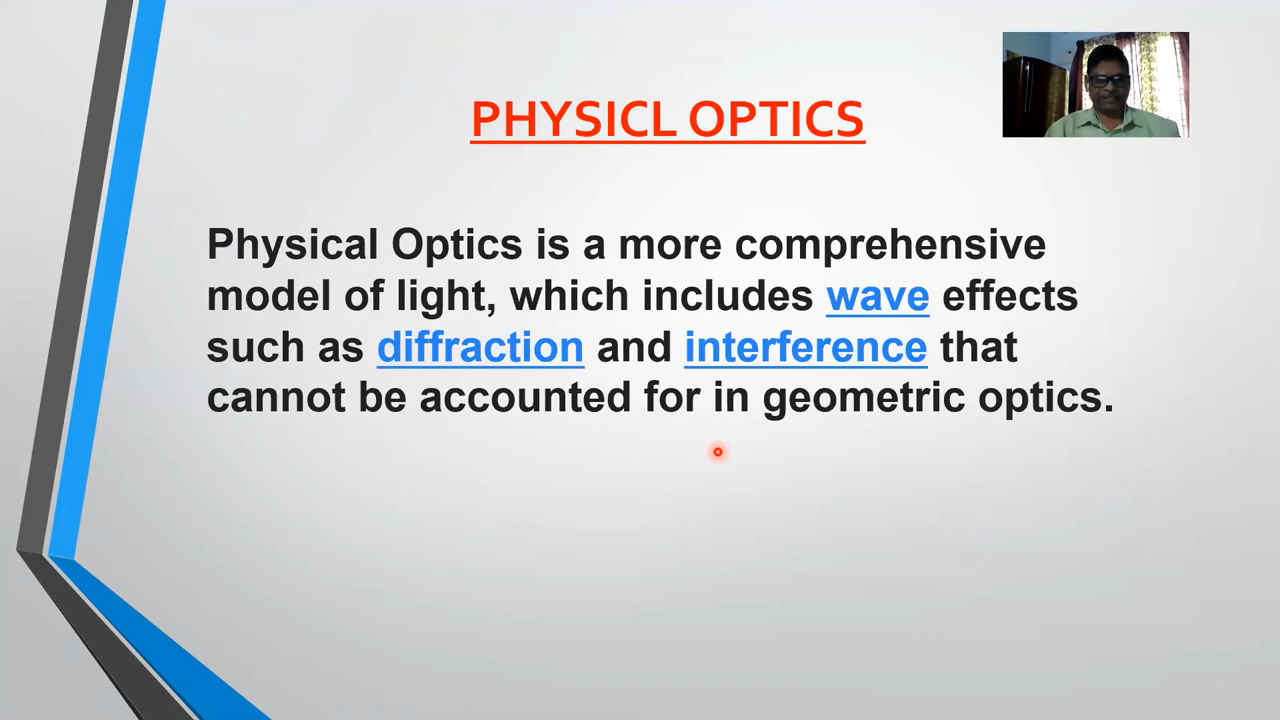 PHYSICL OPTICS
Physical Optics is a more comprehensive
model of light, which includes wave effects
such as diffraction and interference that
cannot be accounted for in geometric optics.